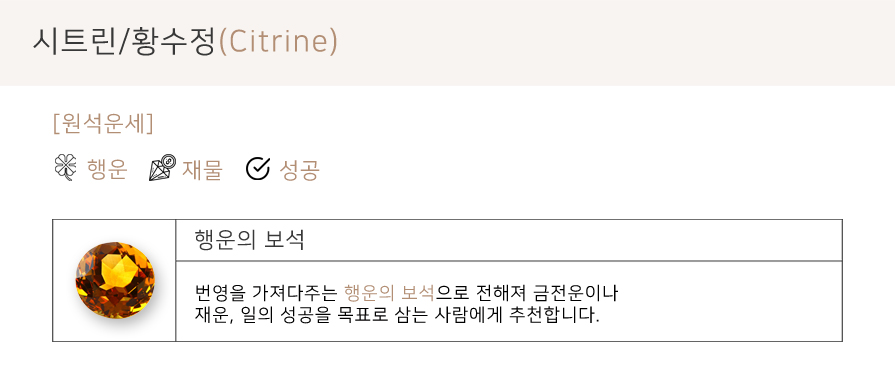 시트린/황수정(Citrine)
[원석운세]
행운 재물 성공
행운의 보석
번영을 가져다주는 행운의 보석으로 전해져 금전운이나
재운, 일의 성공을 목표로 삼는 사람에게 추천합니다.